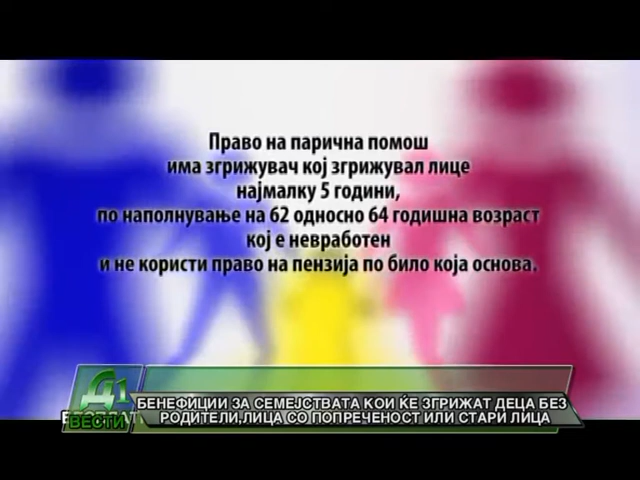 Право на парична помош
има згрижувач кој згрижувал лице
најмалку 5 години,
по наполнување на 62 односно 64 годишна возраст
кој е невработен
и не користи право на пензија по било која основа.
Д1
ВЕСТИ
БЕНЕФИЦИИ ЗА СЕМЕЈСТВАТА КОИ ЌЕ ЗГРИЖАТ ДЕЦА БЕЗ
РОДИТЕЛИ,ЛИЦА СО ПОПРЕЧЕНОСТ ИЛИ СТАРИ ЛИЦА